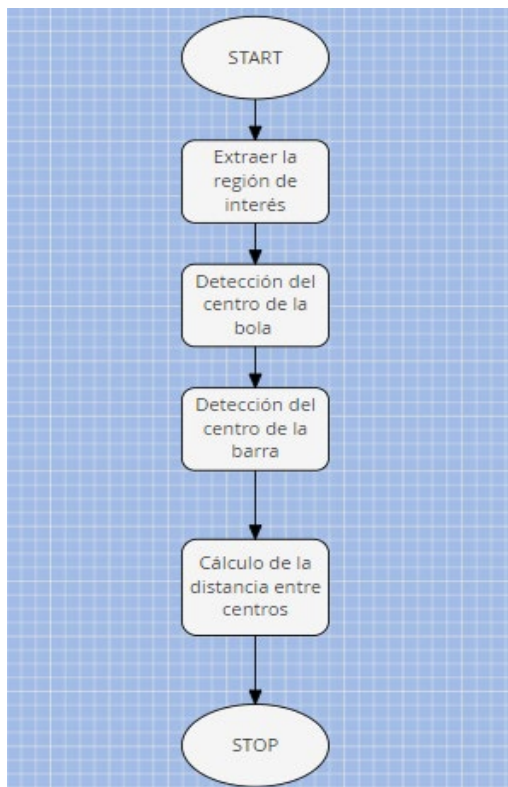 START
Extraer la
región de
interés
Detección del
centro de la
bola
Detección del
centro de la
barra
Cálculo de la
distancia entre
centros
STOP